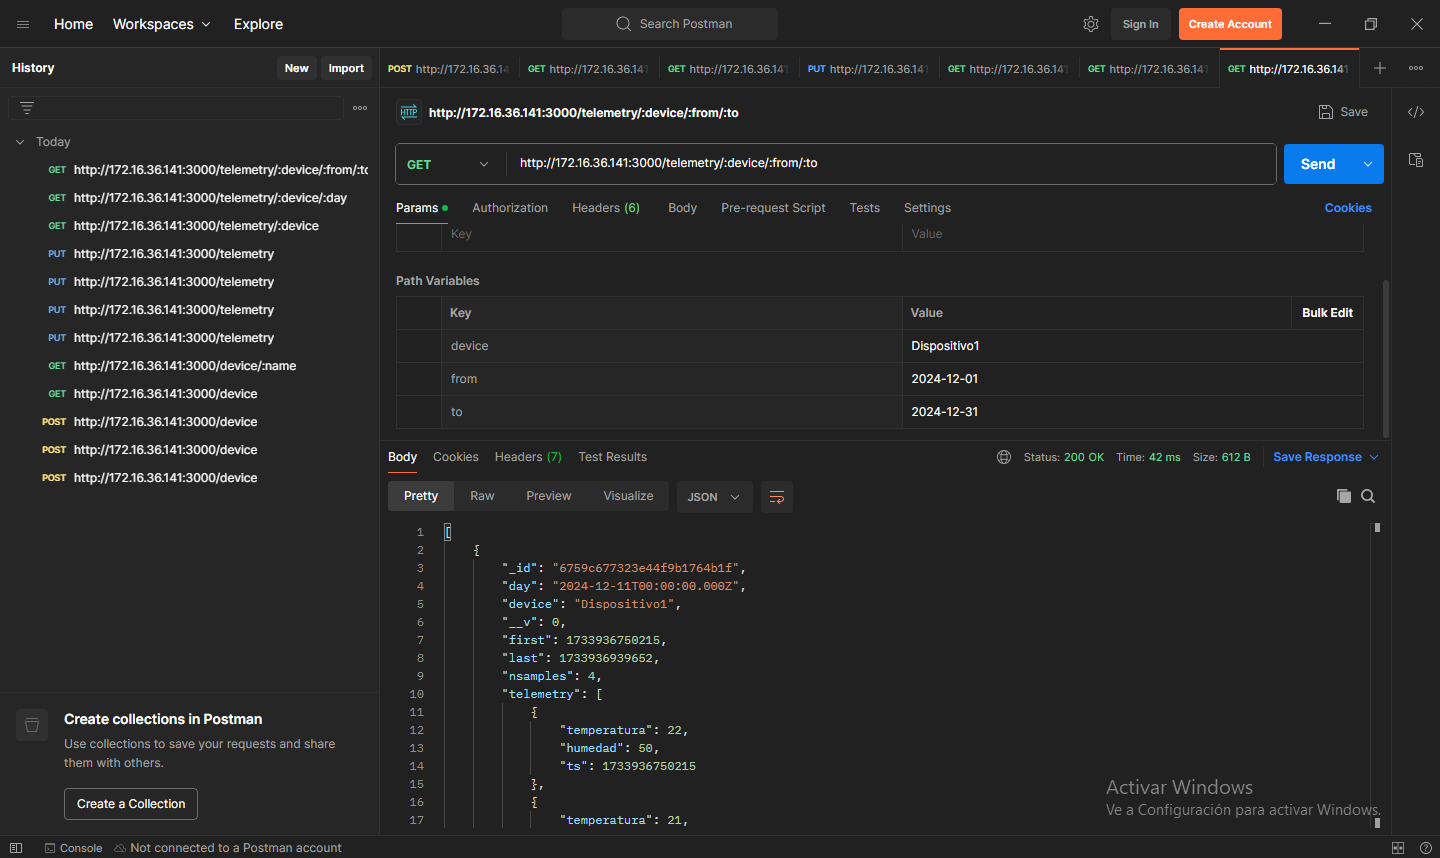 Home Workspaces Explore
Search Postman
Sign In Create Account
History New Import
POST http://172.16.36.14 GET http://172.16.36.141 GET http://172.16.36.141 PUT http://172.16.36.141 GET http://172.16.36.141 GET http://172.16.36.141 GET http://172.16.36.141
HTTP http://172.16.36.141:3000/telemetry/:device/:from/:to Save
Today
GET http://172.16.36.141:3000/telemetry/:device/:from/:to
GET http://172.16.36.141:3000/telemetry/:device/:day
GET http://172.16.36.141:3000/telemetry/:device
PUT http://172.16.36.141:3000/telemetry
PUT http://172.16.36.141:3000/telemetry
PUT http://172.16.36.141:3000/telemetry
PUT http://172.16.36.141:3000/telemetry
GET http://172.16.36.141:3000/device/:name
GET http://172.16.36.141:3000/device
POST http://172.16.36.141:3000/device
POST http://172.16.36.141:3000/device
POST http://172.16.36.141:3000/device
Create collections in Postman
Use collections to save your requests and share
them with others.
Create a Collection
GET http://172.16.36.141:3000/telemetry/:device/:from/:to Send
Params Authorization Headers (6) Body Pre-request Script Tests Settings Cookies
Key Value
Path Variables
Key Value Bulk Edit
device Dispositivo1
from 2024-12-01
to 2024-12-31
Body Cookies Headers (7) Test Results Status: 200 OK Time: 42 ms Size: 612 B Save Response
Pretty Raw Preview Visualize JSON
1 [
2 {
3 "_id": "6759c677323e44f9b1764b1f",
4 "day": "2024-12-11T00:00:00.000Z",
5 "device": "Dispositivo1",
6 "__v": 0,
7 "first": 1733936750215,
8 "last": 1733936939652,
9 "nsamples": 4,
10 "telemetry": [
11 {
12 "temperatura": 22,
13 "humedad": 50,
14 "ts": 1733936750215
15 },
16 {
17 "temperatura": 21,
Activar Windows
Ve a Configuración para activar Windows.
Console Not connected to a Postman account